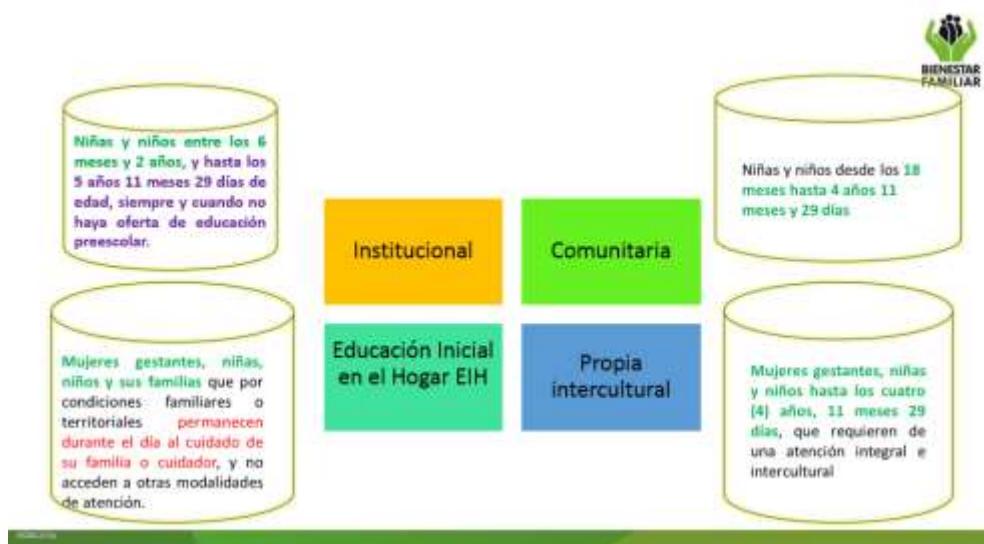 BIENESTAR
FAMILIAR
Niñas y niños entre los 6
meses y 2 años, y hasta los
5 años 11 meses 29 días de
edad, siempre y cuando no
haya oferta de educación
preescolar.
Niñas y niños desde los 18
meses hasta 4 años 11
meses y 29 días
Institucional
Comunitaria
Educación Inicial
en el Hogar EIH
Propia
intercultural
Mujeres gestantes, niñas,
niños y sus familias que por
condiciones familiares o
territoriales permanecen
durante el día al cuidado de
su familia o cuidador, y no
acceden a otras modalidades
de atención.
Mujeres gestantes, niñas
y niños hasta los cuatro
(4) años, 11 meses 29
días, que requieren de
una atención integral e
intercultural